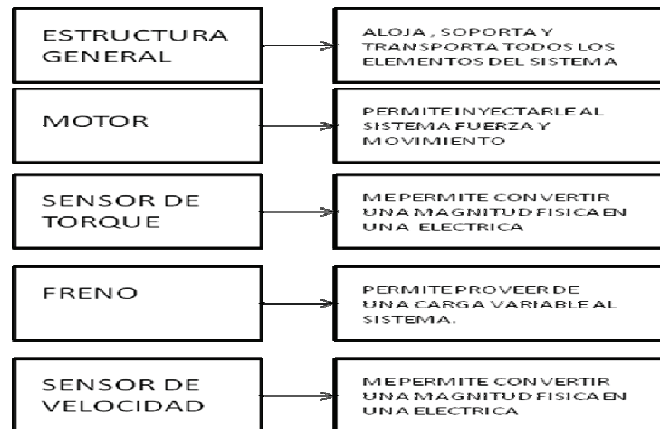 ESTRUCTURA
GENERAL
ALOJA, SOPORTA Y
TRANSPORTA TODOS LOS
ELEMENTOS DEL SISTEMA
MOTOR
PERMITE INYECTARLE AL
SISTEMA FUERZA Y
MOVIMIENTO
SENSOR DE
TORQUE
ME PERMITE CONVERTIR
UNA MAGNITUD FISICA EN
UNA ELECTRICA
FRENO
PERMITE PROVEER DE
UNA CARGA VARIABLE AL
SISTEMA.
SENSOR DE
VELOCIDAD
ME PERMITE CONVERTIR
UNA MAGNITUD FISICA EN
UNA ELECTRICA